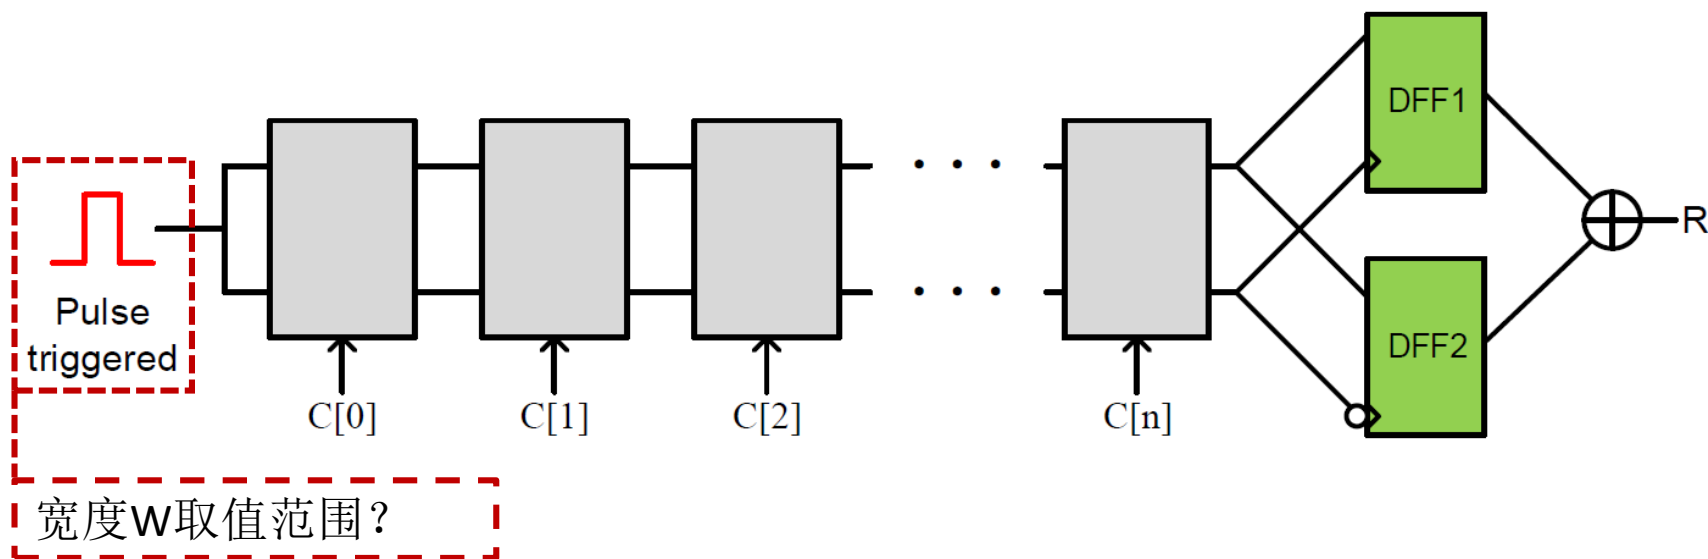 Pulse
triggered
C[0]
C[1]
C[2]
C[n]
DFF1
DFF2
R
宽度W取值范围？